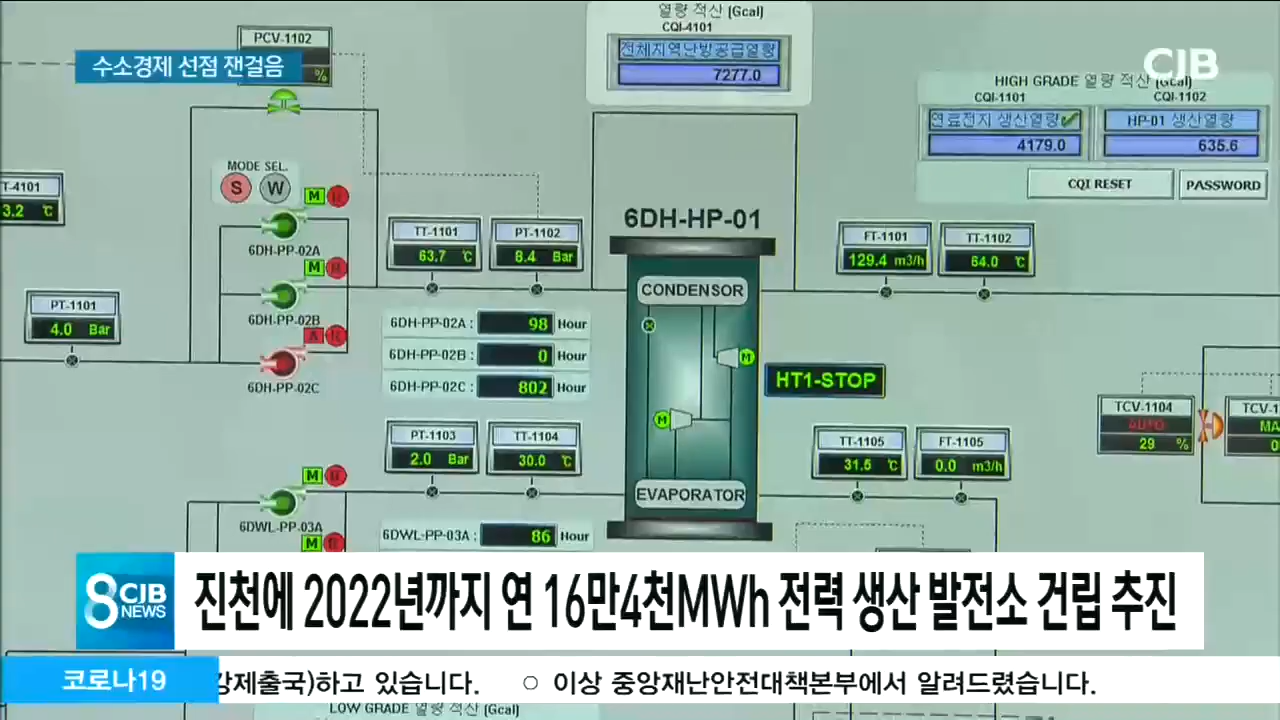 열량 적산 (Gcal)
CQI-4101
전체지역난방공급열량
7277.0
PCV-1102
%
수소경제 선점 잰걸음
CJB
HIGH GRADE 열량 적산 (Gcal)
CQI-1101
CQI-1102
연료전지 생산열량
HP-01 생산열량
4179.0
635.6
CQI RESET
PASSWORD
MODE SEL.
S W
M
T-4101
3.2 ℃
6DH-PP-02A
TT-1101
63.7 ℃
PT-1102
8.4 Bar
6DH-HP-01
FT-1101
129.4 m3/h
TT-1102
64.0 ℃
M
6DH-PP-02B
CONDENSOR
PT-1101
4.0 Bar
A
6DH-PP-02C
6DH-PP-02A : 98 Hour
6DH-PP-02B : 0 Hour
6DH-PP-02C : 802 Hour
M
M
HT1-STOP
TCV-1104
AUTO
29 %
TCV-1
MA
0
PT-1103
2.0 Bar
TT-1104
30.0 ℃
TT-1105
31.5 ℃
FT-1105
0.0 m3/h
M
6DWL-PP-03A
EVAPORATOR
M
6DWL-PP-03A : 86 Hour
8 CJB NEWS
진천에 2022년까지 연 16만4천MWh 전력 생산 발전소 건립 추진
코로나19
강제출국)하고 있습니다. ○ 이상 중앙재난안전대책본부에서 알려드렸습니다.
LOW GRADE 열량 적산 (Gcal)